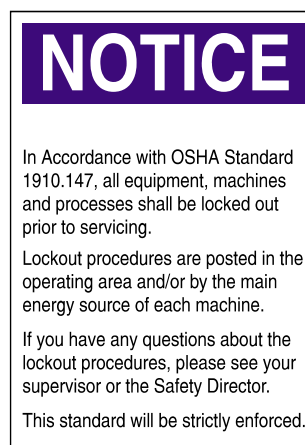 NOTICE
In Accordance with OSHA Standard
1910.147, all equipment, machines
and processes shall be locked out
prior to servicing.
Lockout procedures are posted in the
operating area and/or by the main
energy source of each machine.
If you have any questions about the
lockout procedures, please see your
supervisor or the Safety Director.
This standard will be strictly enforced.